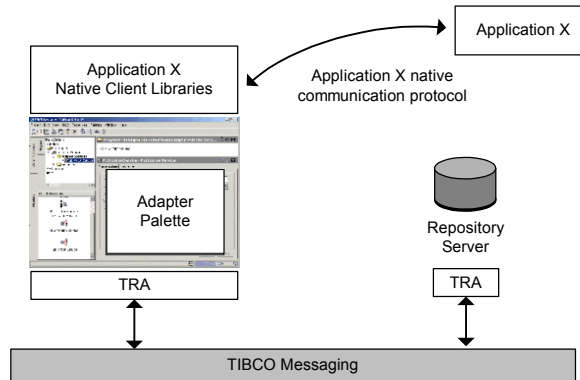 Application X
Application X
Native Client Libraries
Application X native
communication protocol
Adapter
Palette
Repository
Server
TRA
TRA
TIBCO Messaging